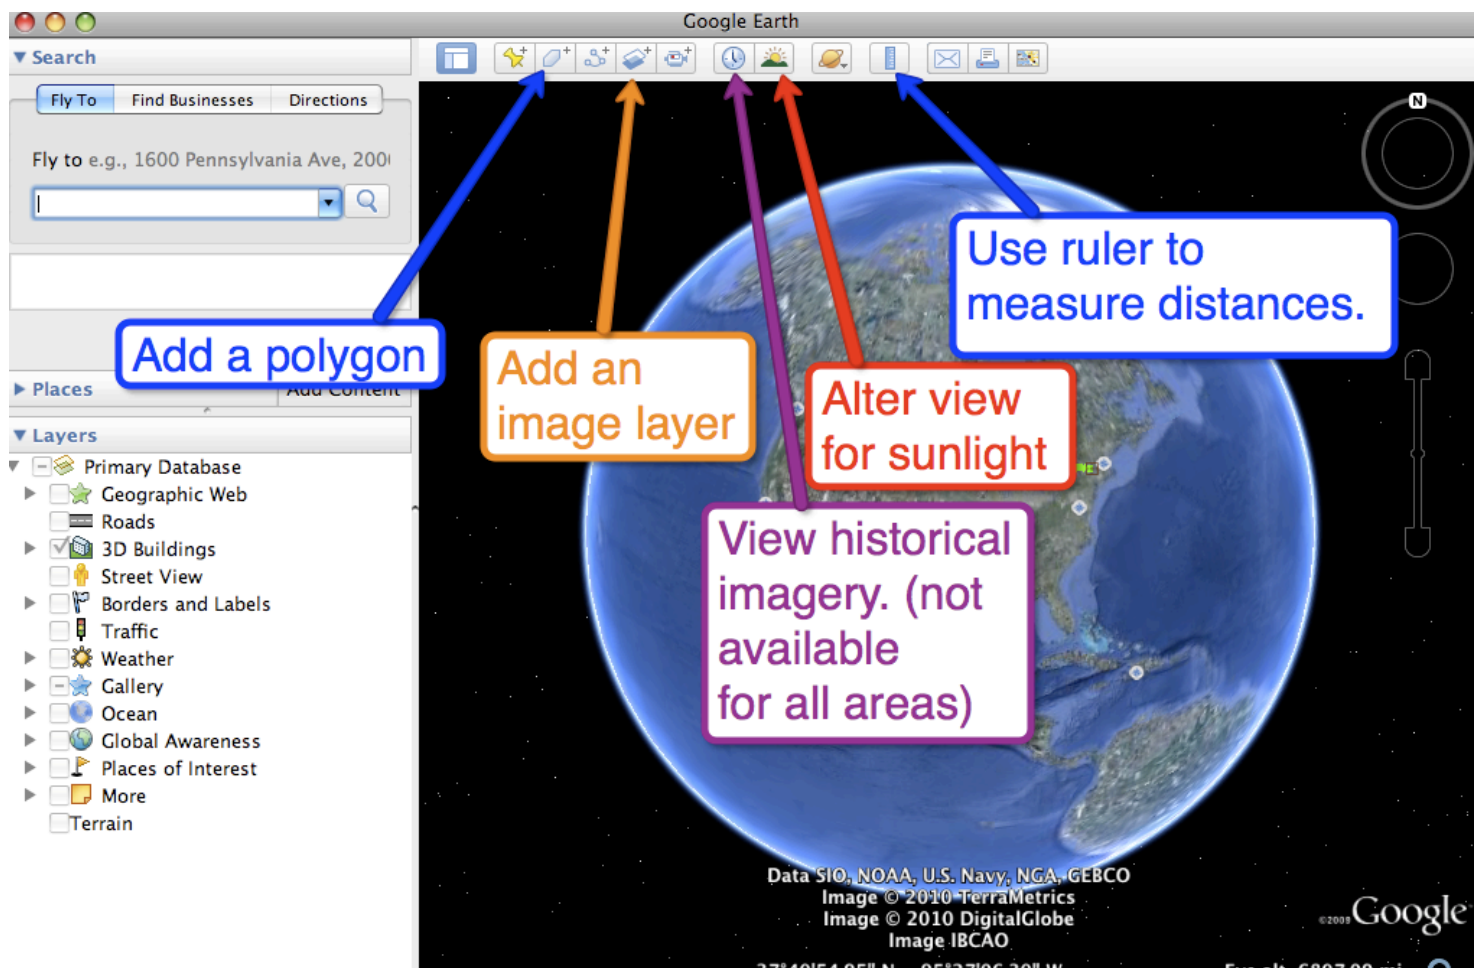 Google Earth
Search
Fly To Find Businesses Directions
Fly to e.g., 1600 Pennsylvania Ave, 200
N
Use ruler to
measure distances.
Add a polygon
Add an
image layer
Alter view
for sunlight
View historical
imagery. (not
available
for all areas)
Places
Add Content
Layers
Primary Database
Geographic Web
Roads
3D Buildings
Street View
Borders and Labels
Traffic
Weather
Gallery
Ocean
Global Awareness
Places of Interest
More
Terrain
Data SIO, NOAA, U.S. Navy, NGA, GEBCO
Image © 2010 TerraMetrics
Image © 2010 DigitalGlobe
Image IBCAO
©2009 Google